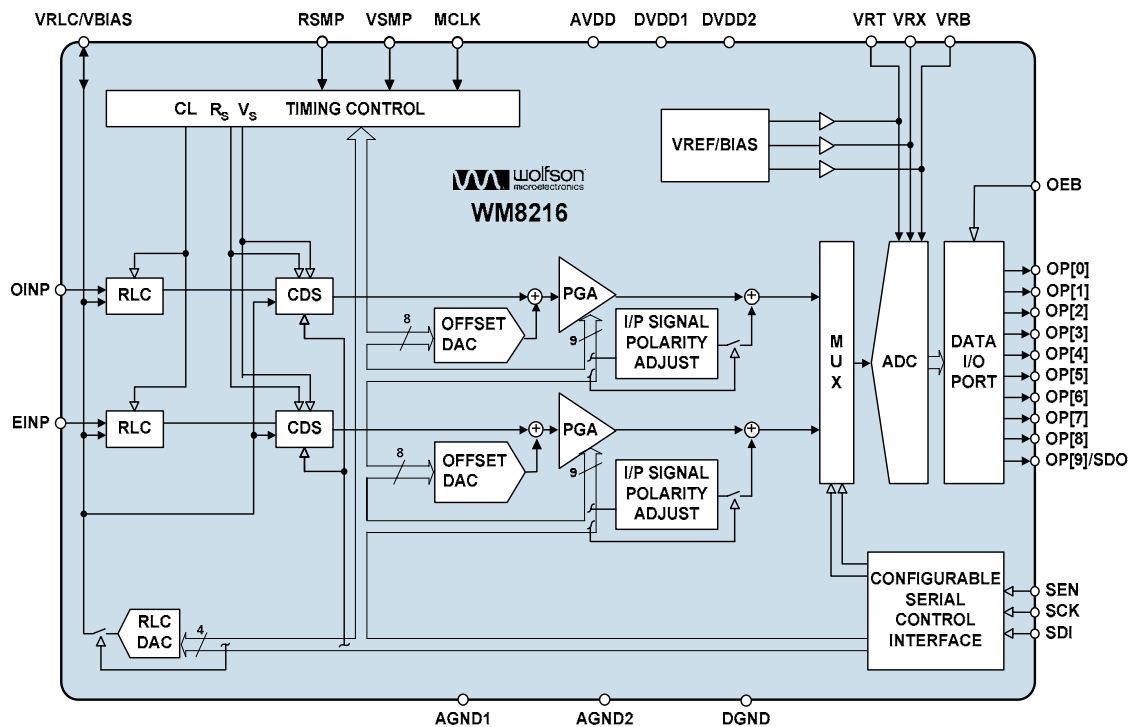 VRLC/VBIAS RSMP VSMP MCLK AVDD DVDD1 DVDD2 VRT VRX VRB
CL RS VS TIMING CONTROL
VREF/BIAS
wolfson
microelectronics
WM8216
OEB
OINP
RLC
CDS
8
OFFSET
DAC
PGA
9
I/P SIGNAL
POLARITY
ADJUST
M
U
X
ADC
DATA
I/O
PORT
OP[0]
OP[1]
OP[2]
OP[3]
OP[4]
OP[5]
OP[6]
OP[7]
OP[8]
OP[9]/SDO
EINP
RLC
CDS
8
OFFSET
DAC
PGA
9
I/P SIGNAL
POLARITY
ADJUST
RLC
DAC
4
CONFIGURABLE
SERIAL
CONTROL
INTERFACE
SEN
SCK
SDI
AGND1 AGND2 DGND